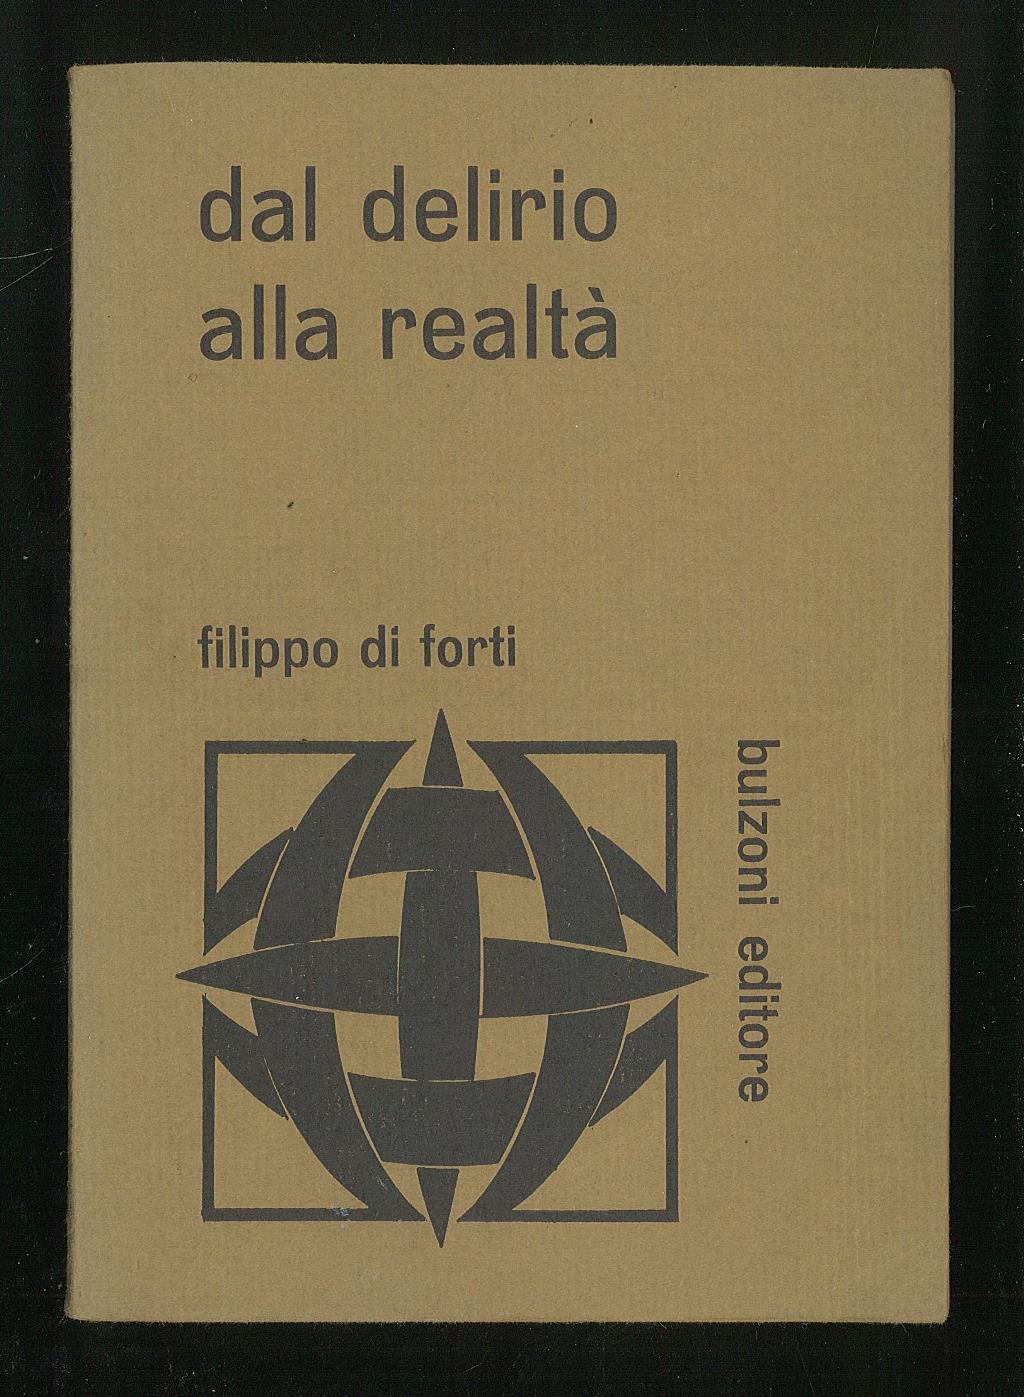 dal delirio
alla realtà
filippo di forti
bulzoni editore